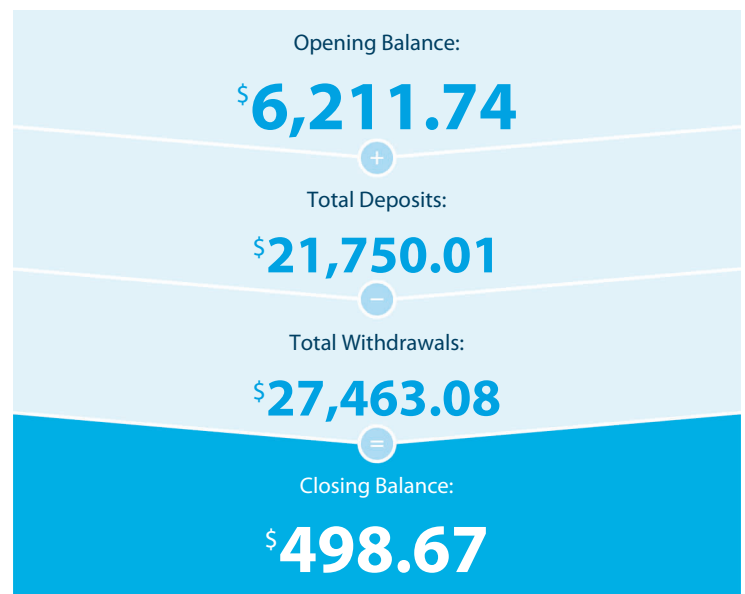 Opening Balance:
$6,211.74
+
Total Deposits:
$21,750.01
−
Total Withdrawals:
$27,463.08
=
Closing Balance:
$498.67